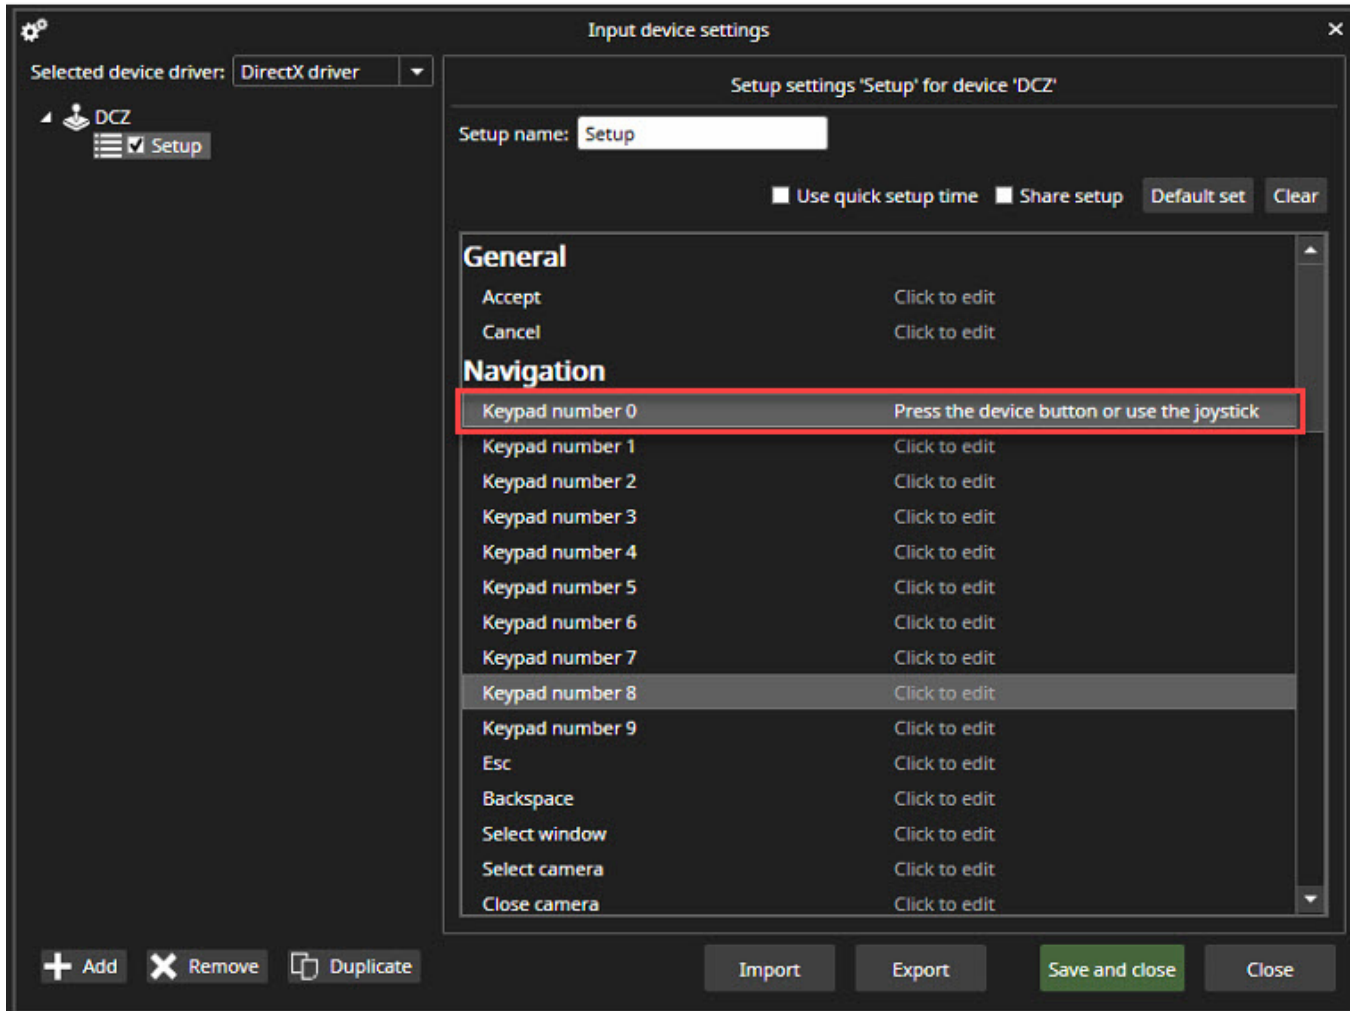 Input device settings
Selected device driver: DirectX driver
DCZ
Setup
Setup settings 'Setup' for device 'DCZ'
Setup name: Setup
Use quick setup time Share setup Default set Clear
General
Accept Click to edit
Cancel Click to edit
Navigation
Keypad number 0 Press the device button or use the joystick
Keypad number 1 Click to edit
Keypad number 2 Click to edit
Keypad number 3 Click to edit
Keypad number 4 Click to edit
Keypad number 5 Click to edit
Keypad number 6 Click to edit
Keypad number 7 Click to edit
Keypad number 8 Click to edit
Keypad number 9 Click to edit
Esc Click to edit
Backspace Click to edit
Select window Click to edit
Select camera Click to edit
Close camera Click to edit
Add Remove Duplicate Import Export Save and close Close